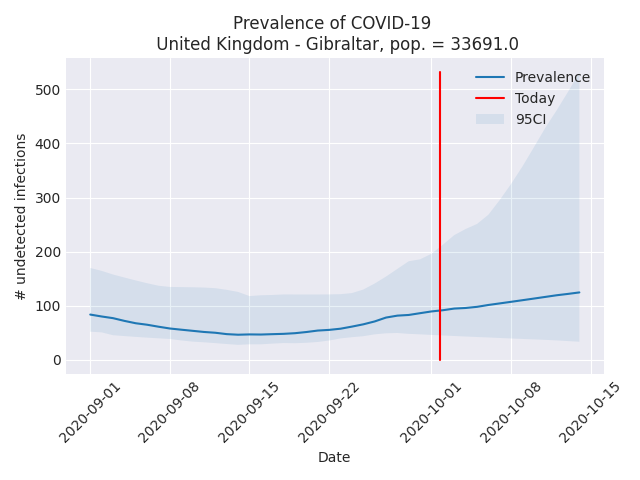 Prevalence of COVID-19
United Kingdom - Gibraltar, pop. = 33691.0
Prevalence
Today
95CI
500
400
300
200
100
0
# undetected infections
2020-09-01
2020-09-08
2020-09-15
2020-09-22
2020-10-01
2020-10-08
2020-10-15
Date